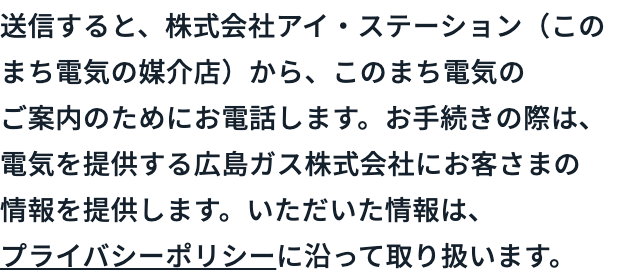 送信すると、株式会社アイ・ステーション（この
まち電気の媒介店）から、このまち電気の
ご案内のためにお電話します。お手続きの際は、
電気を提供する広島ガス株式会社にお客さまの
情報を提供します。いただいた情報は、
プライバシーポリシーに沿って取り扱います。